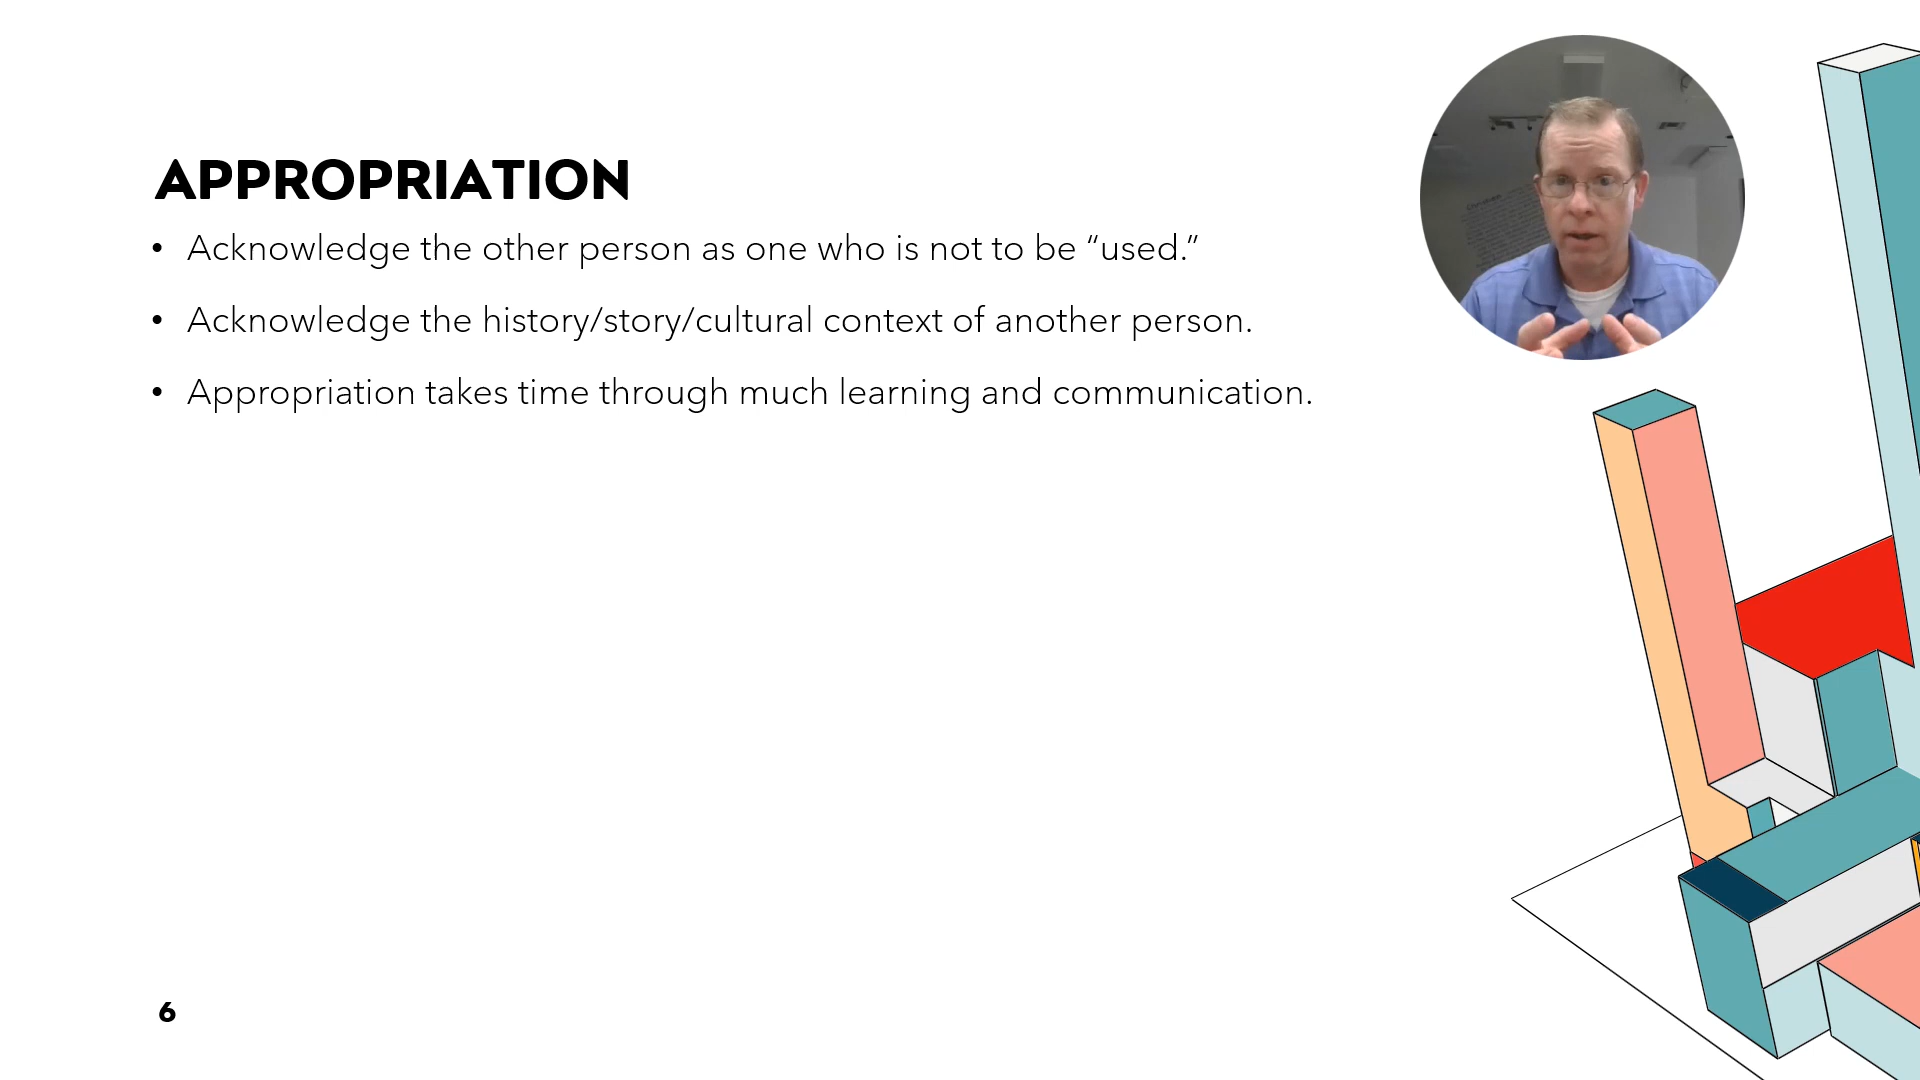 APPROPRIATION
• Acknowledge the other person as one who is not to be “used.”
• Acknowledge the history/story/cultural context of another person.
• Appropriation takes time through much learning and communication.
6